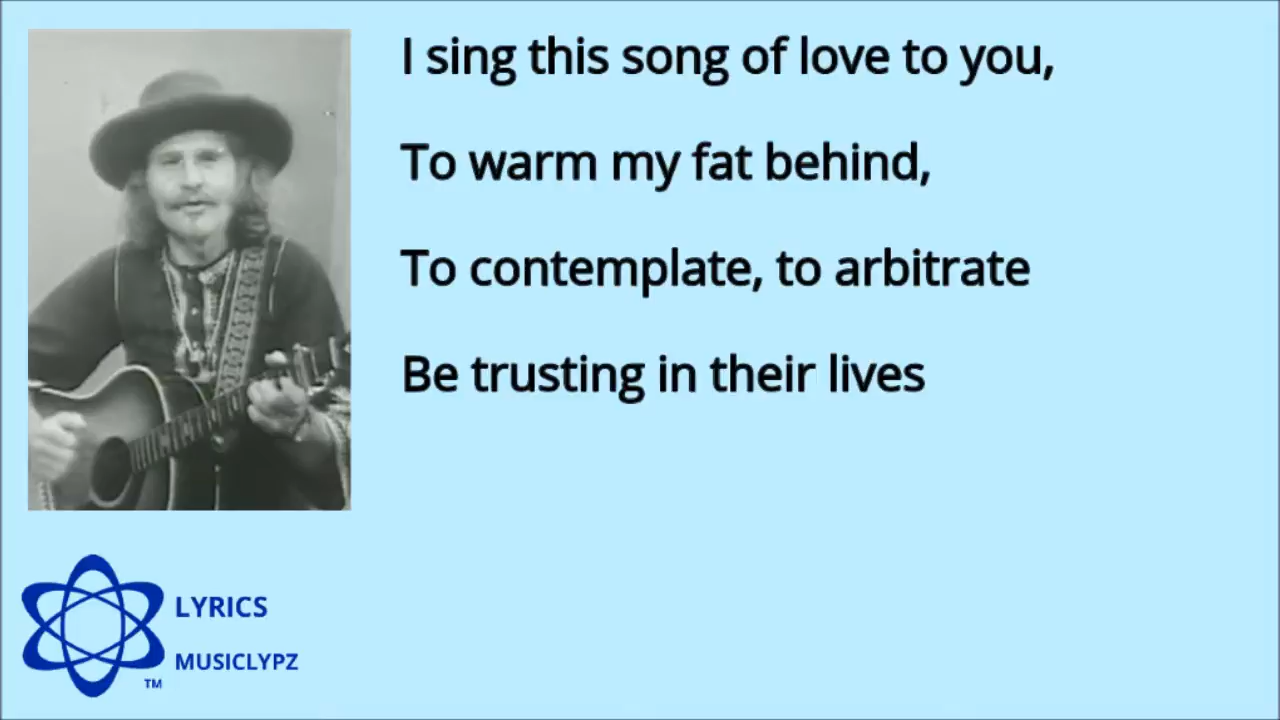 I sing this song of love to you,
To warm my fat behind,
To contemplate, to arbitrate
Be trusting in their lives
LYRICS
MUSICLYPZ
TM